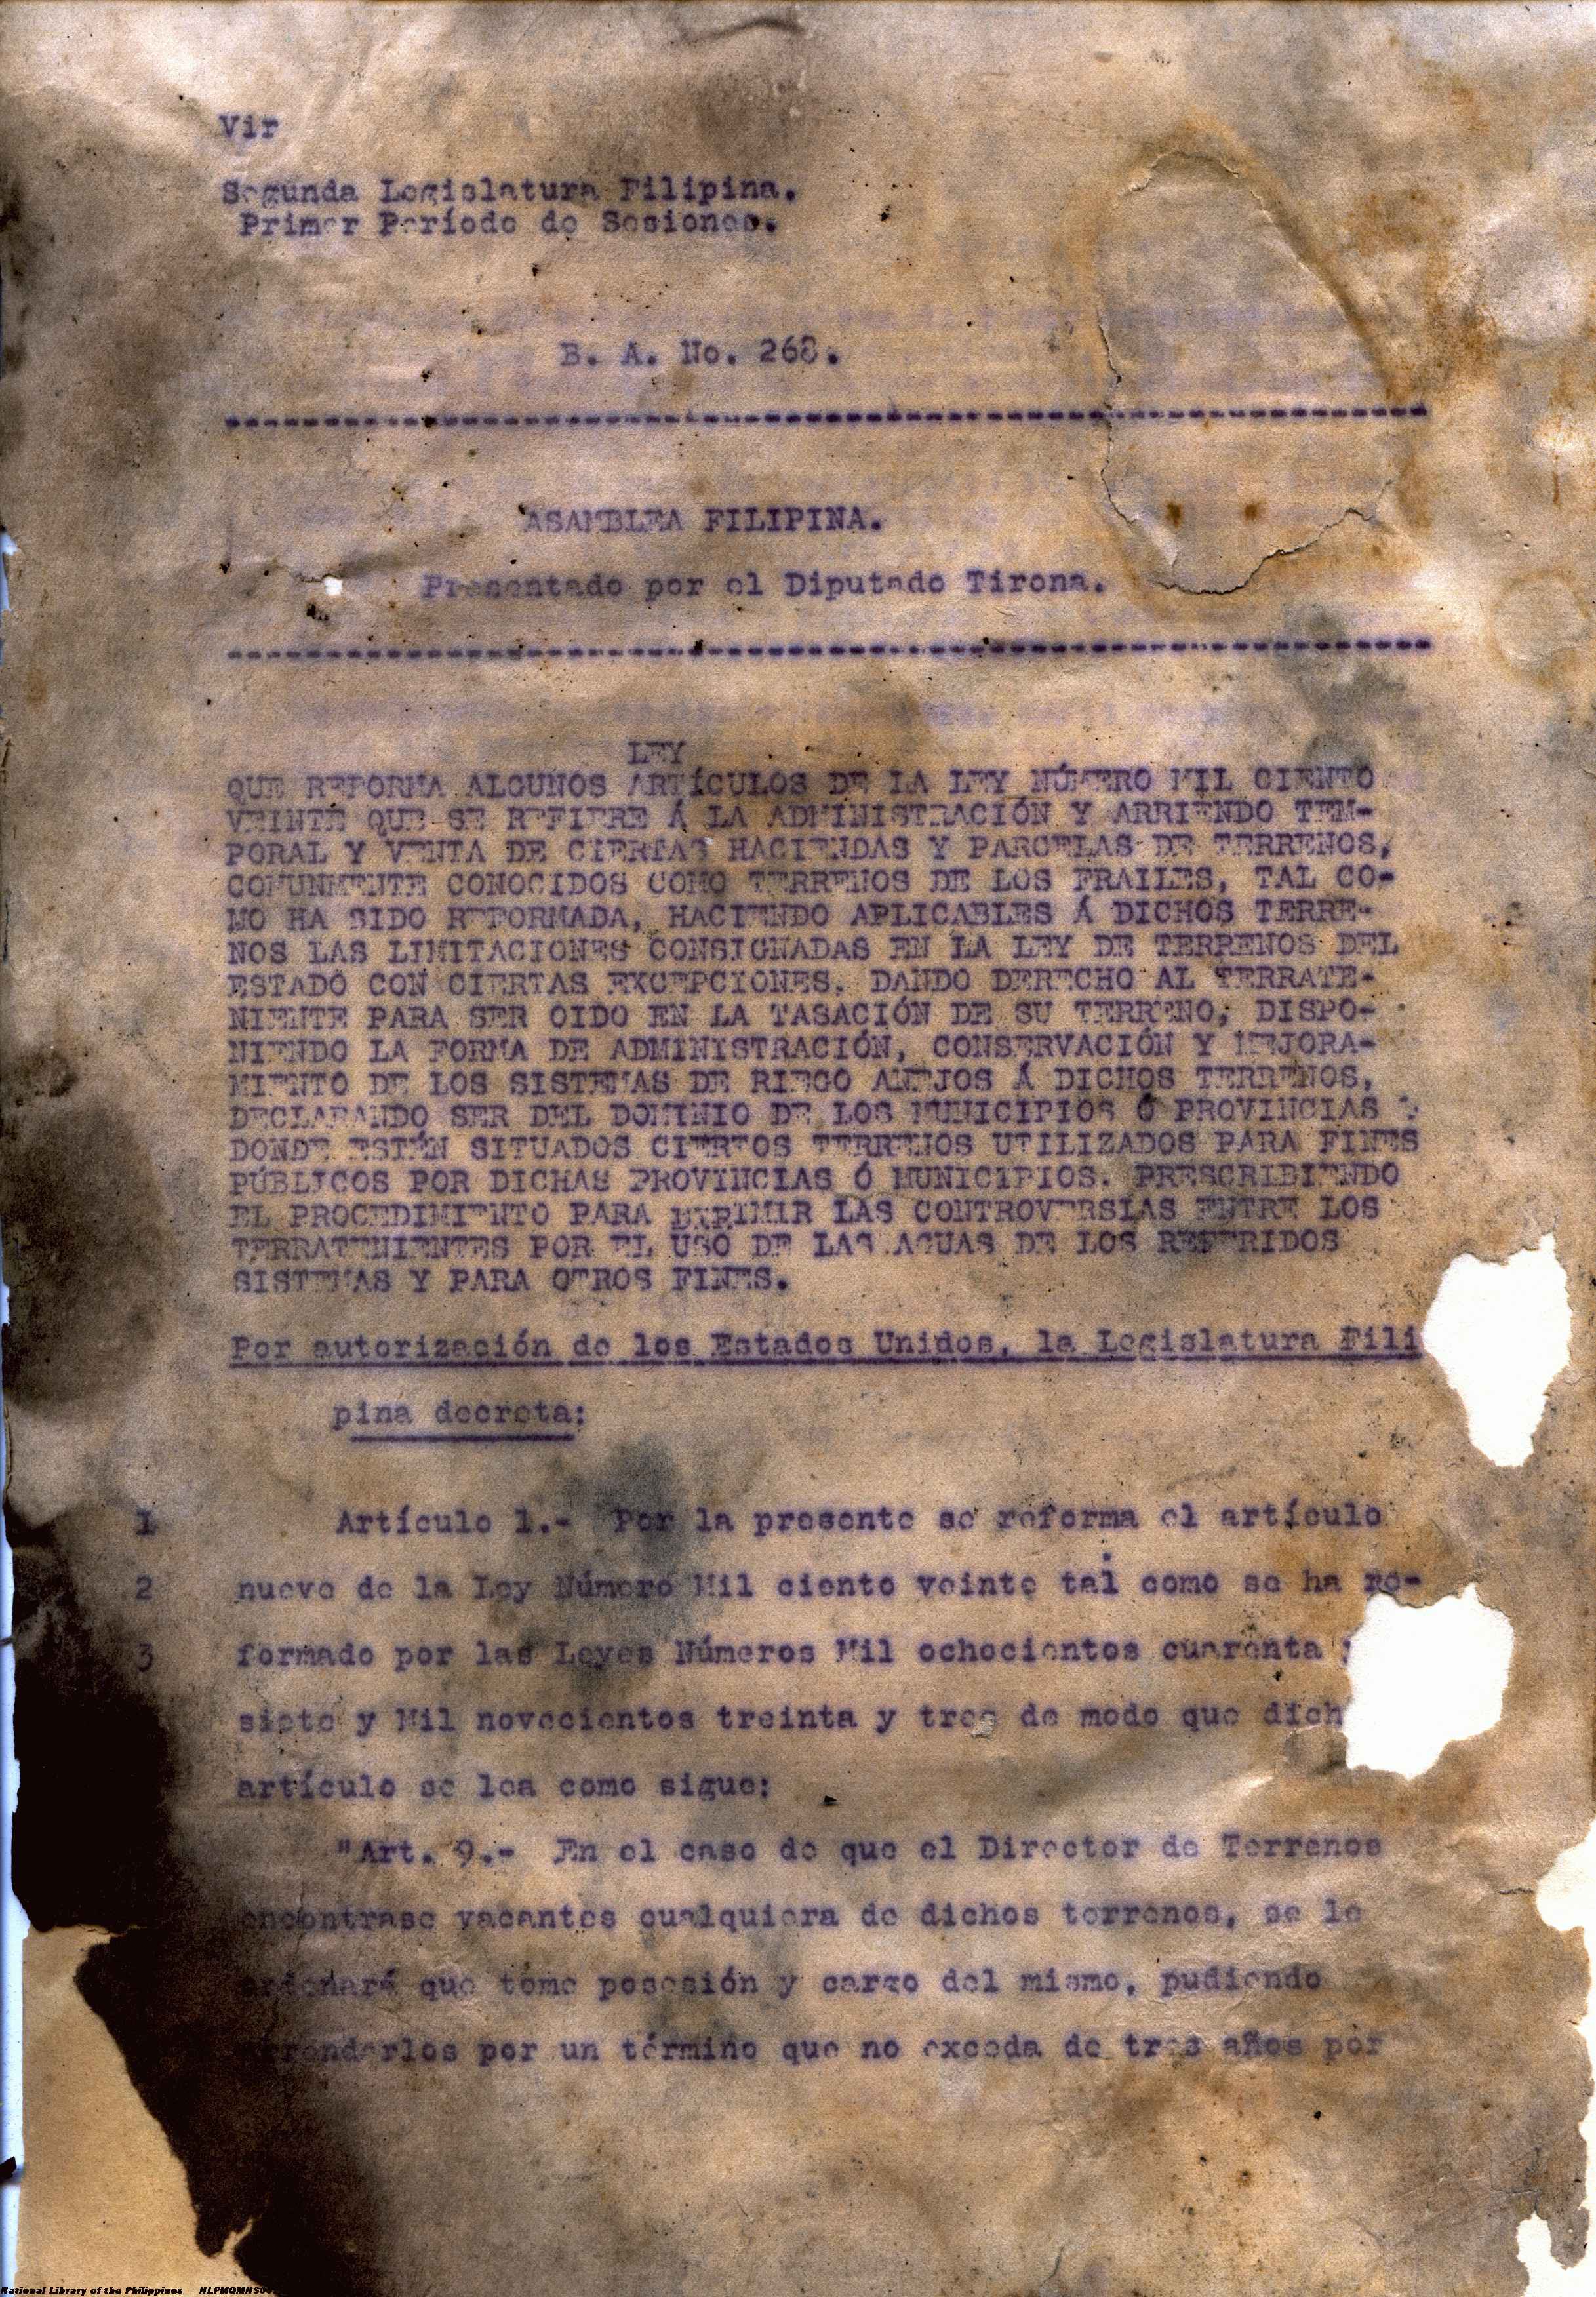 Vir
Segunda Legislatura Filipina.
Primer Período de Sesiones.
B. A. No. 268.
ASAMBLEA FILIPINA.
Presentado por el Diputado Tirona.
LEY
QUE REFORMA ALGUNOS ARTÍCULOS DE LA LEY NÚMERO MIL CIENTO
VEINTE QUE SE REFIERE Á LA ADMINISTRACIÓN Y ARRIENDO TEM-
PORAL Y VENTA DE CIERTAS HACIENDAS Y PARCELAS DE TERRENOS,
COMUNMENTE CONOCIDOS COMO TERRENOS DE LOS FRAILES, TAL CO-
MO HA SIDO REFORMADA, HACIENDO APLICABLES Á DICHOS TERRE-
NOS LAS LIMITACIONES CONSIGNADAS EN LA LEY DE TERRENOS DEL
ESTADO CON CIERTAS EXCEPCIONES, DANDO DERECHO AL TERRATE-
NIENTE PARA SER OIDO EN LA TASACIÓN DE SU TERRENO; DISPO-
NIENDO LA FORMA DE ADMINISTRACIÓN, CONSERVACIÓN Y MEJORA-
MIENTO DE LOS SISTEMAS DE RIEGO ANEJOS Á DICHOS TERRENOS,
DECLARANDO SER DEL DOMINIO DE LOS MUNICIPIOS Ó PROVINCIAS
DONDE ESTÉN SITUADOS CIERTOS TERRENOS UTILIZADOS PARA FINES
PÚBLICOS POR DICHAS PROVINCIAS Ó MUNICIPIOS. PRESCRIBIENDO
EL PROCEDIMIENTO PARA DIRIMIR LAS CONTROVERSIAS ENTRE LOS
TERRATENIENTES POR EL USO DE LAS AGUAS DE LOS REFERIDOS
SISTEMAS Y PARA OTROS FINES.
Por autorización de los Estados Unidos, la Legislatura Fili
pina decreta:
1 Artículo 1.- Por la presente se reforma el artículo
2 nueve de la Ley Número Mil ciento veinte tal como se ha re-
3 formado por las Leyes Números Mil ochocientos cuarenta y
siete y Mil novecientos treinta y tres de modo que dich
artículo se lea como sigue:
"Art. 9.- En el caso de que el Director de Terrenos
encontrase vacantes cualquiera de dichos terrenos, se le
ordenará que tome posesión y cargo del mismo, pudiendo
arrendarlos por un término que no exceda de tres años por
National Library of the Philippines